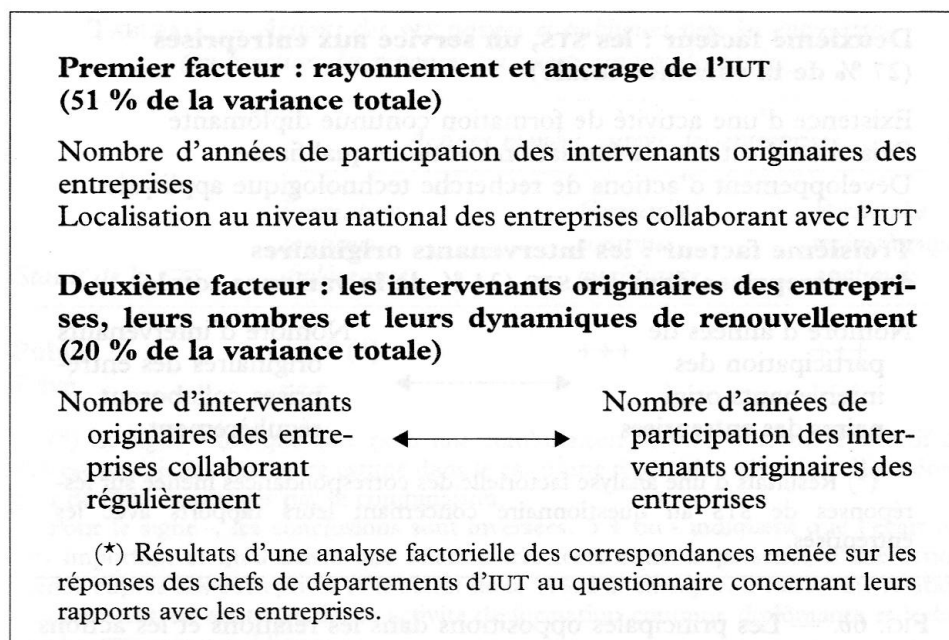 Premier facteur : rayonnement et ancrage de l'IUT
(51 % de la variance totale)
Nombre d'années de participation des intervenants originaires des
entreprises
Localisation au niveau national des entreprises collaborant avec l'IUT
Deuxième facteur : les intervenants originaires des entrepri-
ses, leurs nombres et leurs dynamiques de renouvellement
(20 % de la variance totale)
Nombre d'intervenants
originaires des entre-
prises collaborant
régulièrement
Nombre d'années de
participation des inter-
venants originaires des
entreprises
(*) Résultats d'une analyse factorielle des correspondances menée sur les
réponses des chefs de départements d'IUT au questionnaire concernant leurs
rapports avec les entreprises.